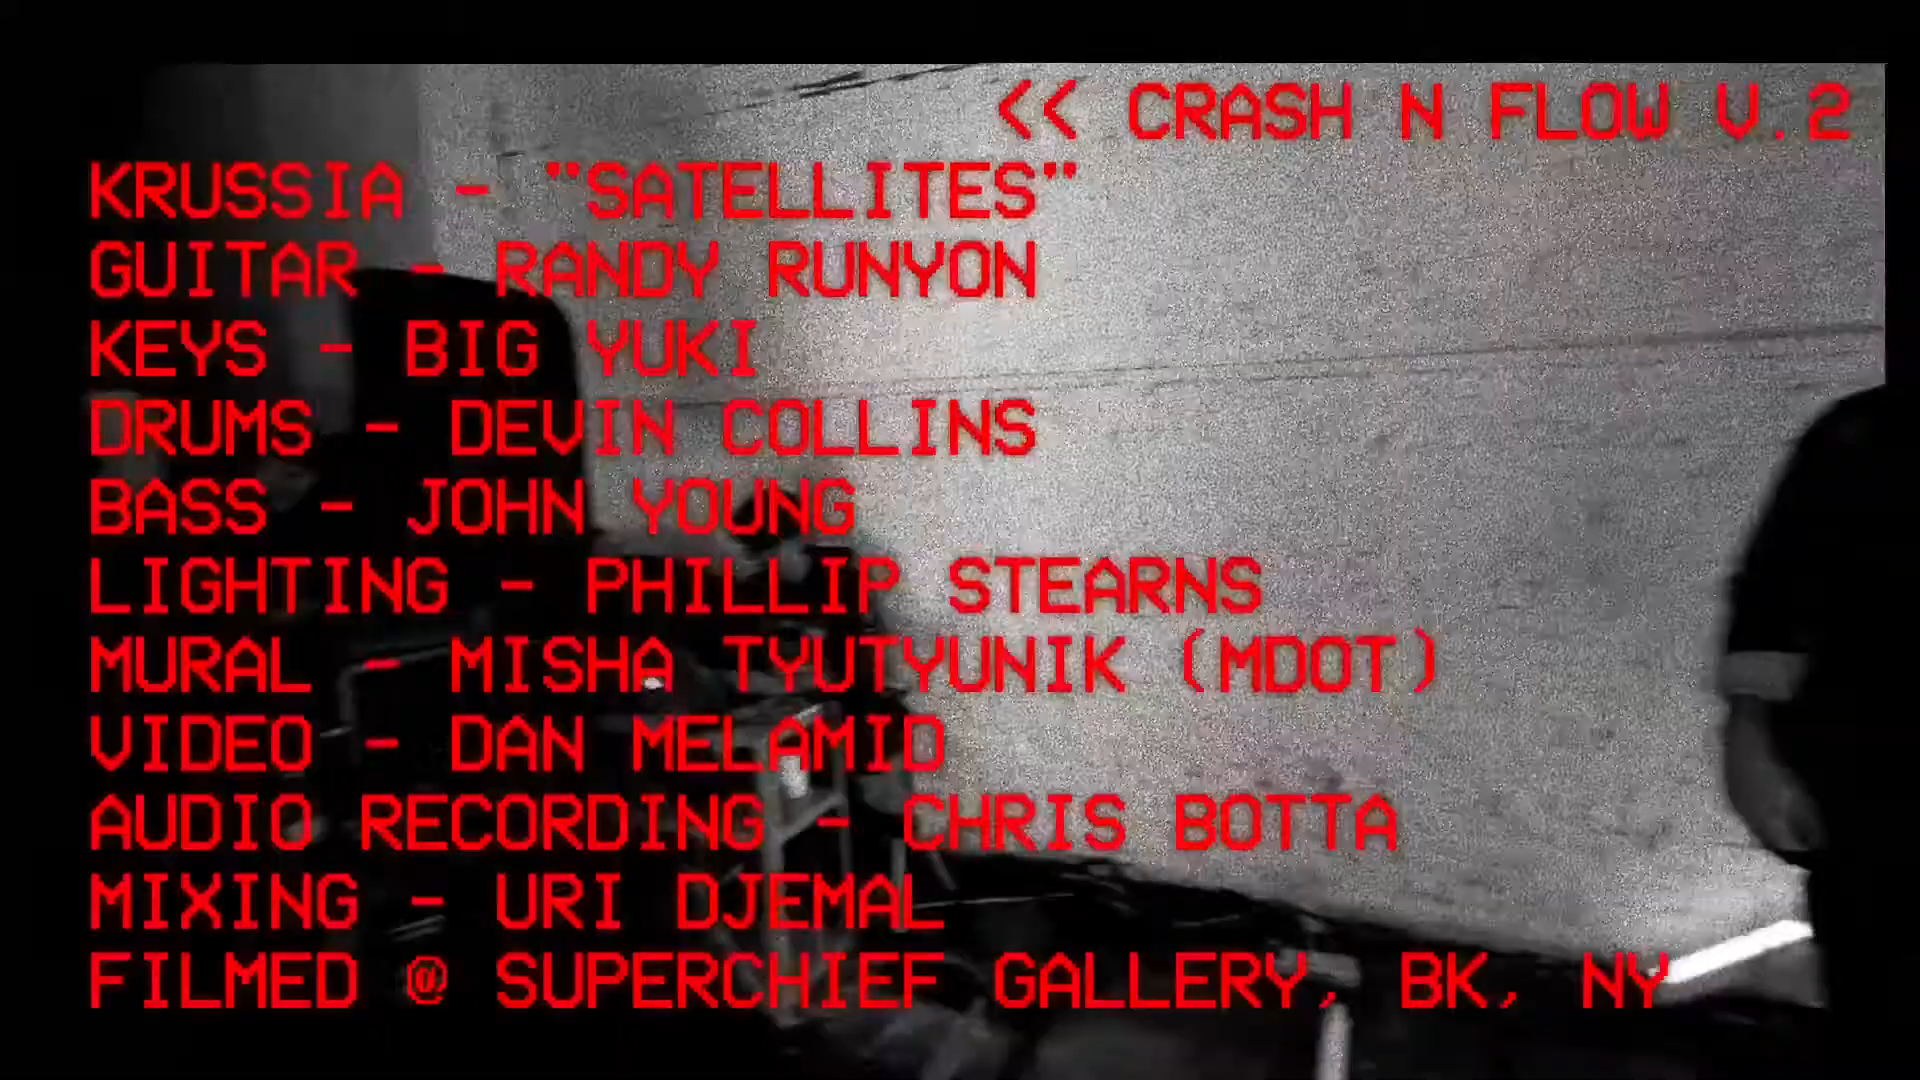 << CRASH N FLOW V.2
KRUSSIA - "SATELLITES"
GUITAR - RANDY RUNYON
KEYS - BIG YUKI
DRUMS - DEVIN COLLINS
BASS - JOHN YOUNG
LIGHTING - PHILLIP STEARNS
MURAL - MISHA TYUTYUNIK (MDOT)
VIDEO - DAN MELAMID
AUDIO RECORDING - CHRIS BOTTA
MIXING - URI DJEMAL
FILMED @ SUPERCHIEF GALLERY, BK, NY